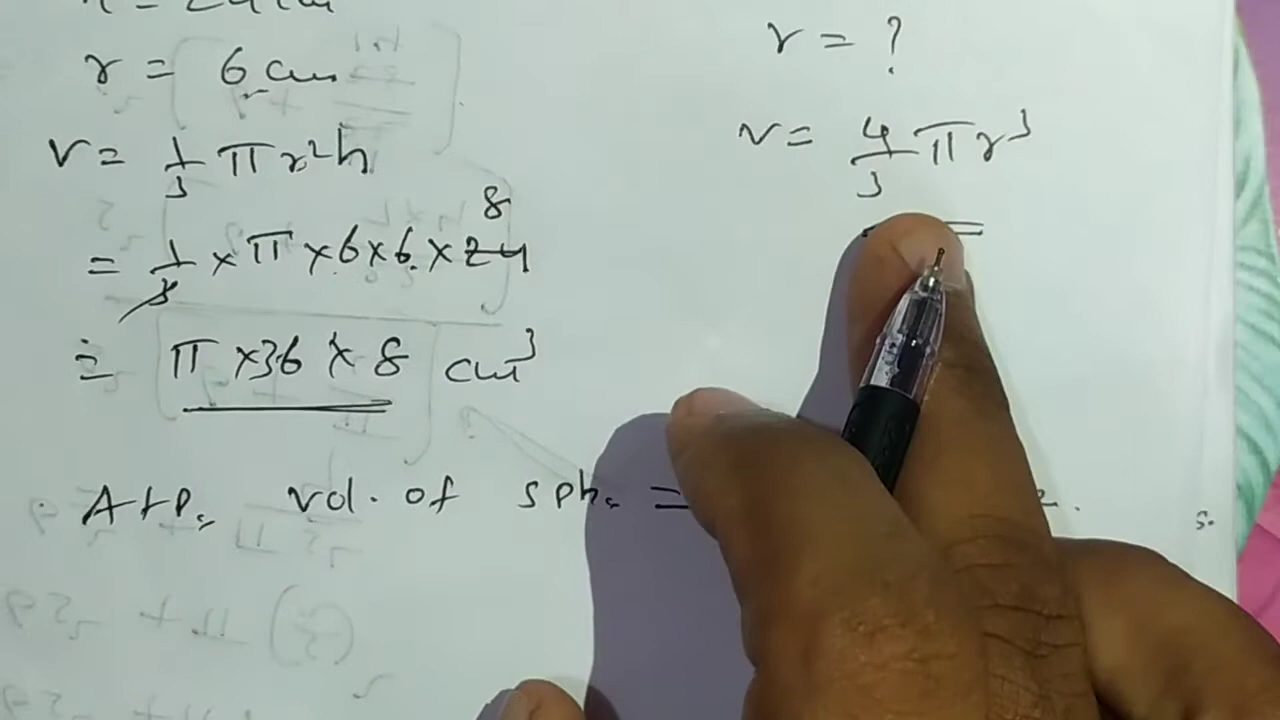 r = 6 cm
V = 1/3 π r²h
= 1/3 × π × 6 × 6 × 24 8
= π × 36 × 8 cm³
r = ?
V = 4/3 π r³
=
AtP, vol. of sph. =